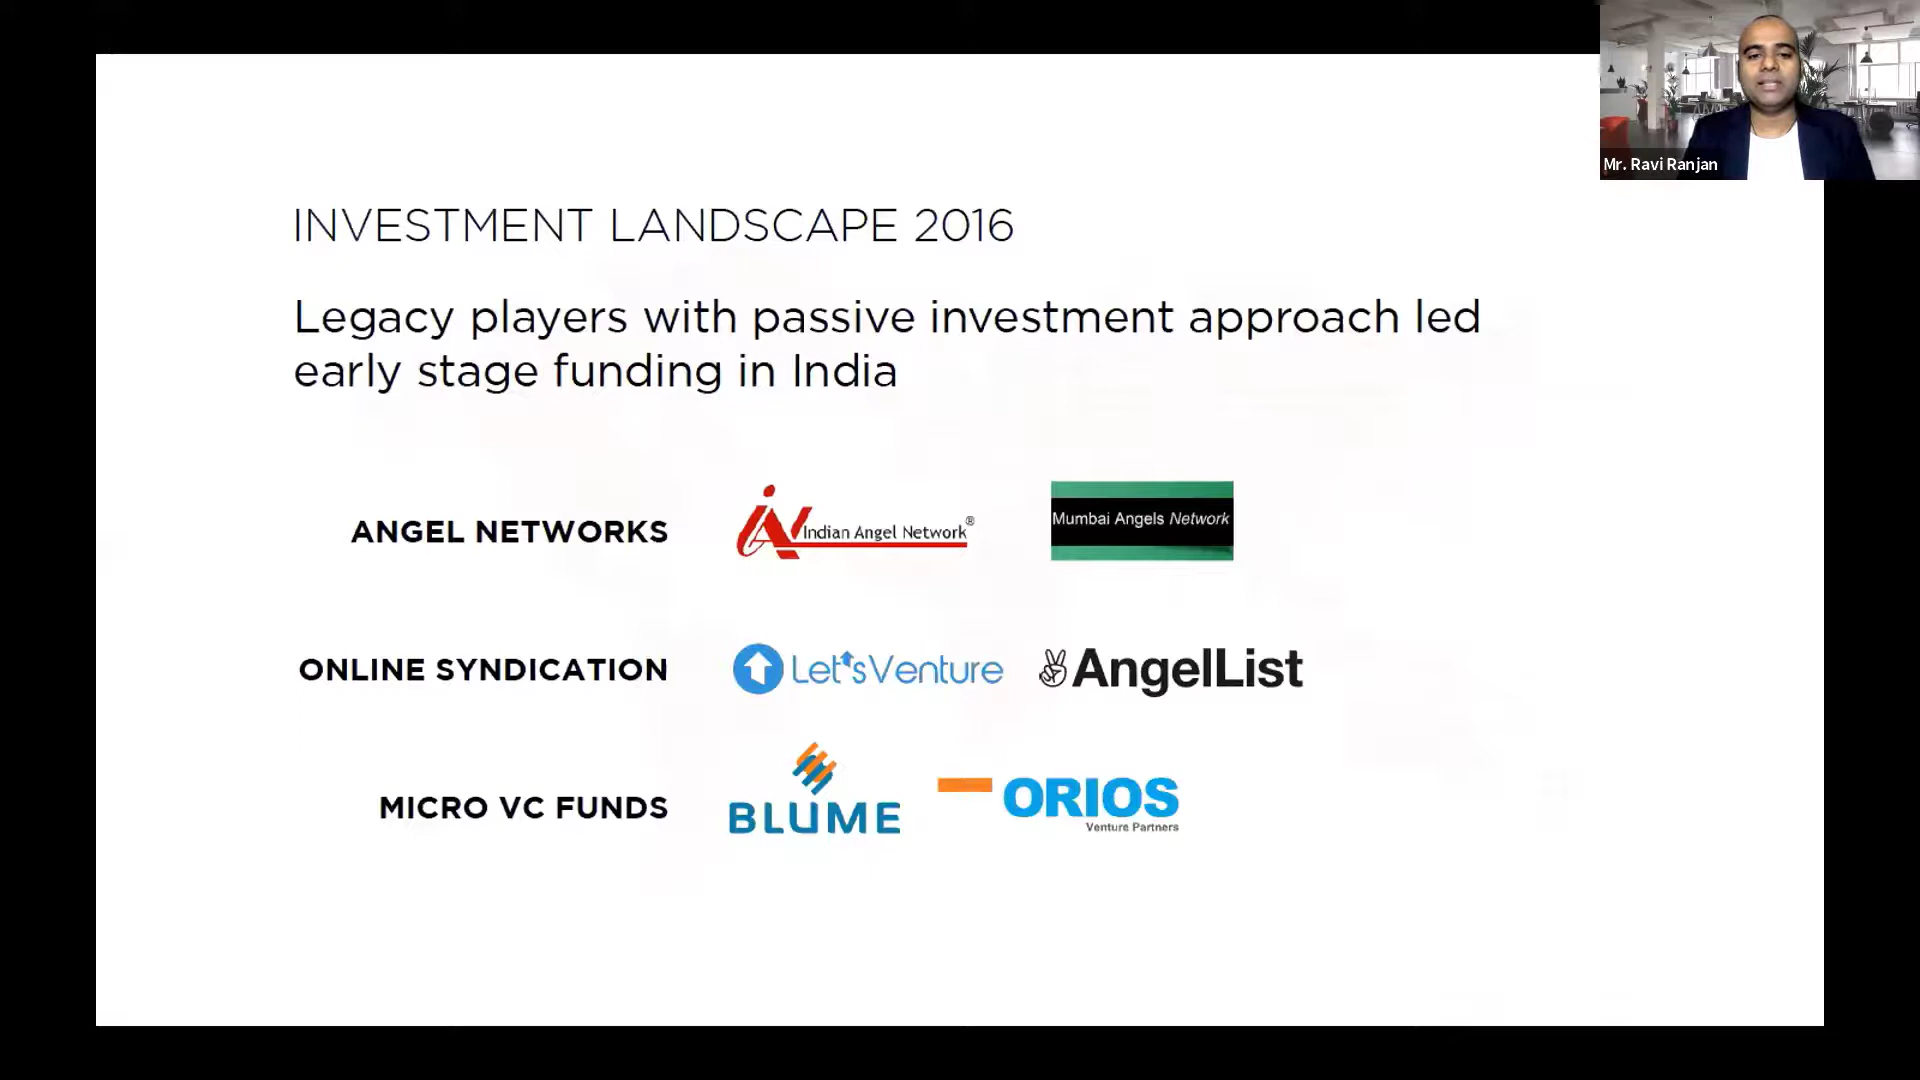 Mr. Ravi Ranjan
INVESTMENT LANDSCAPE 2016
Legacy players with passive investment approach led
early stage funding in India
ANGEL NETWORKS
Indian Angel Network®
Mumbai Angels Network
ONLINE SYNDICATION
Let'sVenture
AngelList
MICRO VC FUNDS
BLUME
ORIOS
Venture Partners